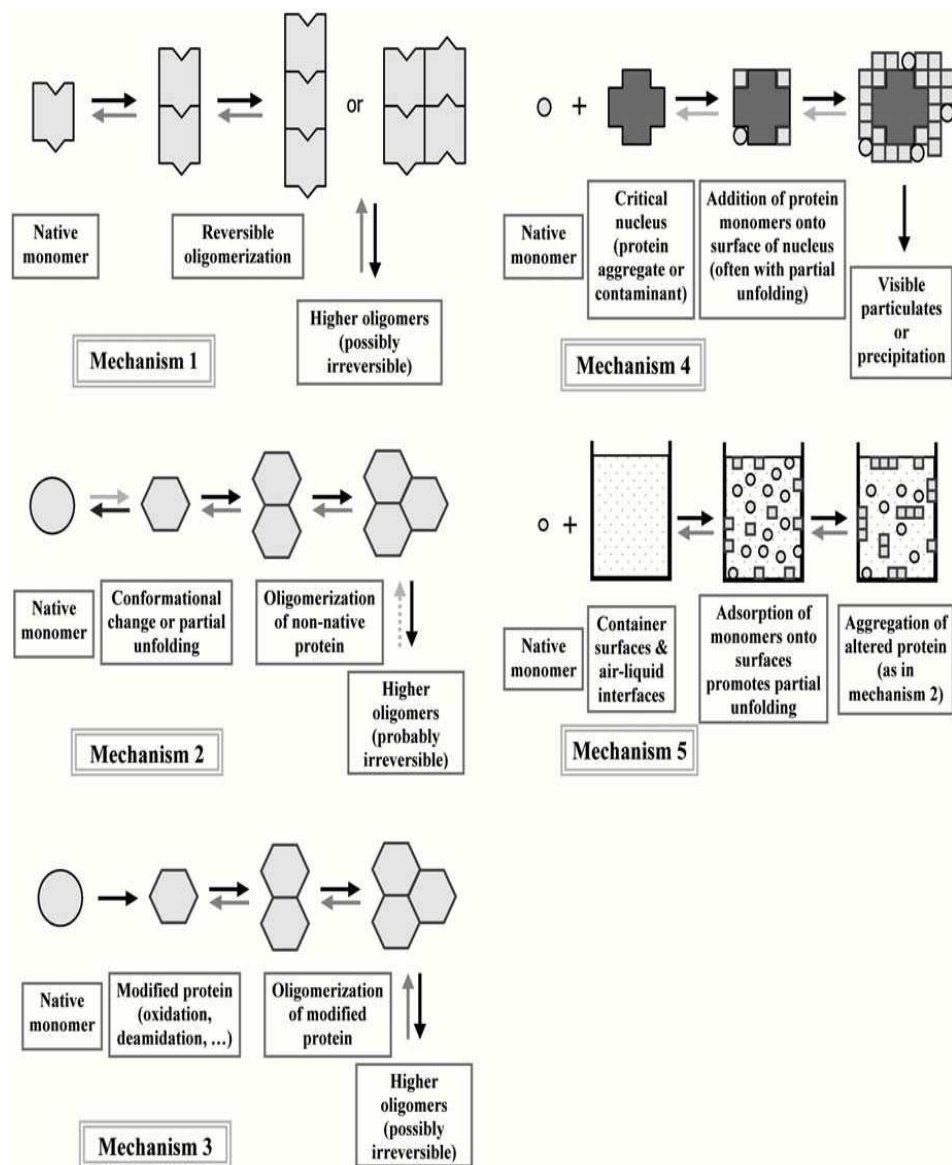 or
Native
monomer
Reversible
oligomerization
Higher oligomers
(possibly
irreversible)
Mechanism 1
Native
monomer
Conformational
change or partial
unfolding
Oligomerization
of non-native
protein
Higher
oligomers
(probably
irreversible)
Mechanism 2
Native
monomer
Modified protein
(oxidation,
deamidation, …)
Oligomerization
of modified
protein
Higher
oligomers
(possibly
irreversible)
Mechanism 3
+
Native
monomer
Critical
nucleus
(protein
aggregate or
contaminant)
Addition of protein
monomers onto
surface of nucleus
(often with partial
unfolding)
Visible
particulates
or
precipitation
Mechanism 4
+
Native
monomer
Container
surfaces &
air-liquid
interfaces
Adsorption of
monomers onto
surfaces
promotes partial
unfolding
Aggregation of
altered protein
(as in
mechanism 2)
Mechanism 5